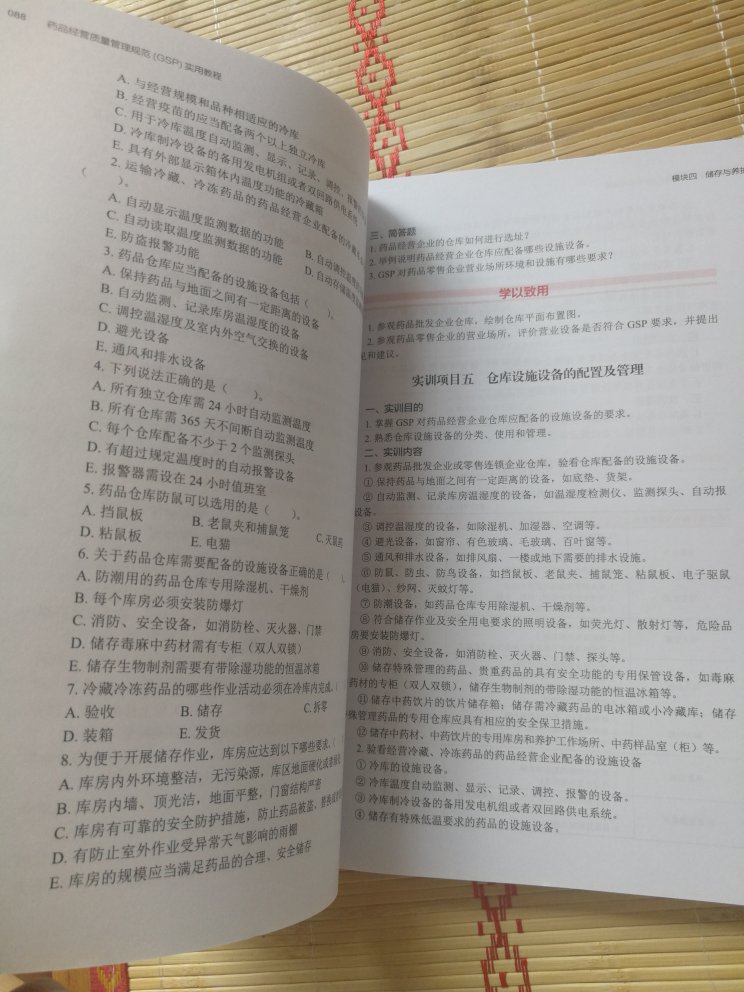 088
药品经营质量管理规范(GSP)实用教程
A. 与经营规模和品种相适应的冷库
B. 经营疫苗的应当配备两个以上独立冷库
C. 用于冷库温度自动监测、显示、记录、调控、报警的
D. 冷库制冷设备的备用发电机组或者双回路供电系统
E. 具有外部显示箱体内温度功能的冷藏箱
2. 运输冷藏、冷冻药品的药品经营企业配备的冷藏
( )。
A. 自动显示温度监测数据的功能
B. 自动调控温度的
C. 自动读取温度监测数据的功能
D. 自动存储温度
E. 防盗报警功能
3. 药品仓库应当配备的设施设备包括( )。
A. 保持药品与地面之间有一定距离的设备
B. 自动监测、记录库房温湿度的设备
C. 调控温湿度及室内外空气交换的设备
D. 避光设备
E. 通风和排水设备
4. 下列说法正确的是( )。
A. 所有独立仓库需 24 小时自动监测温度
B. 所有仓库需 365 天不间断自动监测温度
C. 每个仓库配备不少于 2 个监测探头
D. 有超过规定温度时的自动报警设备
E. 报警器需设在 24 小时值班室
5. 药品仓库防鼠可以选用的是( )。
A. 挡鼠板 B. 老鼠夹和捕鼠笼 C. 灭鼠药
D. 粘鼠板 E. 电猫
6. 关于药品仓库需要配备的设施设备正确的是( )。
A. 防潮用的药品仓库专用除湿机、干燥剂
B. 每个库房必须安装防爆灯
C. 消防、安全设备,如消防栓、灭火器、门禁
D. 储存毒麻中药材需有专柜(双人双锁)
E. 储存生物制剂需要有带除湿功能的恒温冰箱
7. 冷藏冷冻药品的哪些作业活动必须在冷库内完成(
A. 验收 B. 储存 C. 拆零
D. 装箱 E. 发货
8. 为便于开展储存作业,库房应达到以下哪些要求(
A. 库房内外环境整洁,无污染源,库区地面硬化或
B. 库房内墙、顶光洁,地面平整,门窗结构严密
C. 库房有可靠的安全防护措施,防止药品被盗、替换或
D. 有防止室外作业受异常天气影响的雨棚
E. 库房的规模应当满足药品的合理、安全储存
模块四 储存与养护
三、简答题
1. 药品经营企业的仓库如何进行选址?
2. 举例说明药品经营企业仓库应配备哪些设施设备。
3. GSP 对药品零售企业营业场所环境和设施有哪些要求?
学以致用
1. 参观药品批发企业仓库,绘制仓库平面布置图。
2. 参观药品零售企业的营业场所,评价营业设备是否符合 GSP 要求,并提出
见和建议。
实训项目五 仓库设施设备的配置及管理
一、实训目的
1. 掌握 GSP 对药品经营企业仓库应配备的设施设备的要求。
2. 熟悉仓库设施设备的分类、使用和管理。
二、实训内容
1. 参观药品批发企业或零售连锁企业仓库,验看仓库配备的设施设备。
① 保持药品与地面之间有一定距离的设备,如底垫、货架。
② 自动监测、记录库房温湿度的设备,如温湿度检测仪、监测探头、自动报
设备。
③ 调控温湿度的设备,如除湿机、加湿器、空调等。
④ 避光设备,如窗帘、有色玻璃、毛玻璃、百叶窗等。
⑤ 通风和排水设备,如排风扇、一楼或地下需要的排水设施。
⑥ 防鼠、防虫、防鸟设备,如挡鼠板、老鼠夹、捕鼠笼、粘鼠板、电子驱鼠
(电猫)、纱网、灭蚊灯等。
⑦ 防潮设备,如药品仓库专用除湿机、干燥剂等。
⑧ 符合储存作业及安全用电要求的照明设备,如荧光灯、散射灯等,危险品
房要安装防爆灯。
⑨ 消防、安全设备,如消防栓、灭火器、门禁、探头等。
⑩ 储存特殊管理的药品、贵重药品的具有安全功能的专用保管设备,如毒麻
药材的专柜(双人双锁),储存生物制剂的带除湿功能的恒温冰箱等。
⑪ 储存中药饮片的饮片储存箱;储存需冷藏药品的电冰箱或小冷藏库;储存
殊管理药品的专用仓库应具有相应的安全保卫措施。
⑫ 储存中药材、中药饮片的专用库房和养护工作场所、中药样品室(柜)等。
2. 验看经营冷藏、冷冻药品的药品经营企业配备的设施设备
① 冷库的设施设备。
② 冷库温度自动监测、显示、记录、调控、报警的设备。
③ 冷库制冷设备的备用发电机组或者双回路供电系统。
④ 储存有特殊低温要求的药品的设施设备。